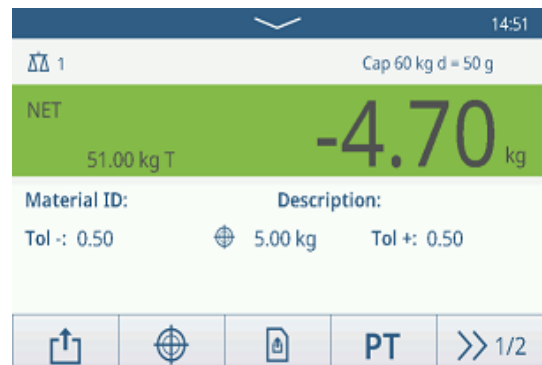 14:51
1 Cap 60 kg d = 50 g
NET
-4.70 kg
51.00 kg T
Material ID: Description:
Tol -: 0.50 5.00 kg Tol +: 0.50
PT 1/2